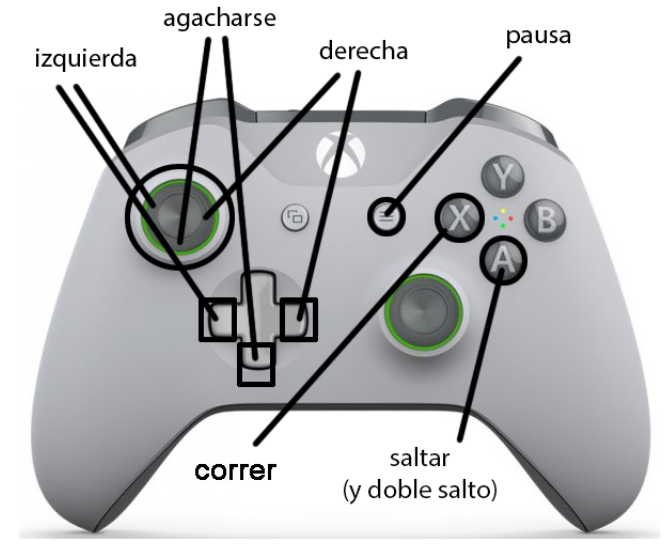 agacharse
izquierda
derecha
pausa
Y
X
B
A
correr
saltar
(y doble salto)